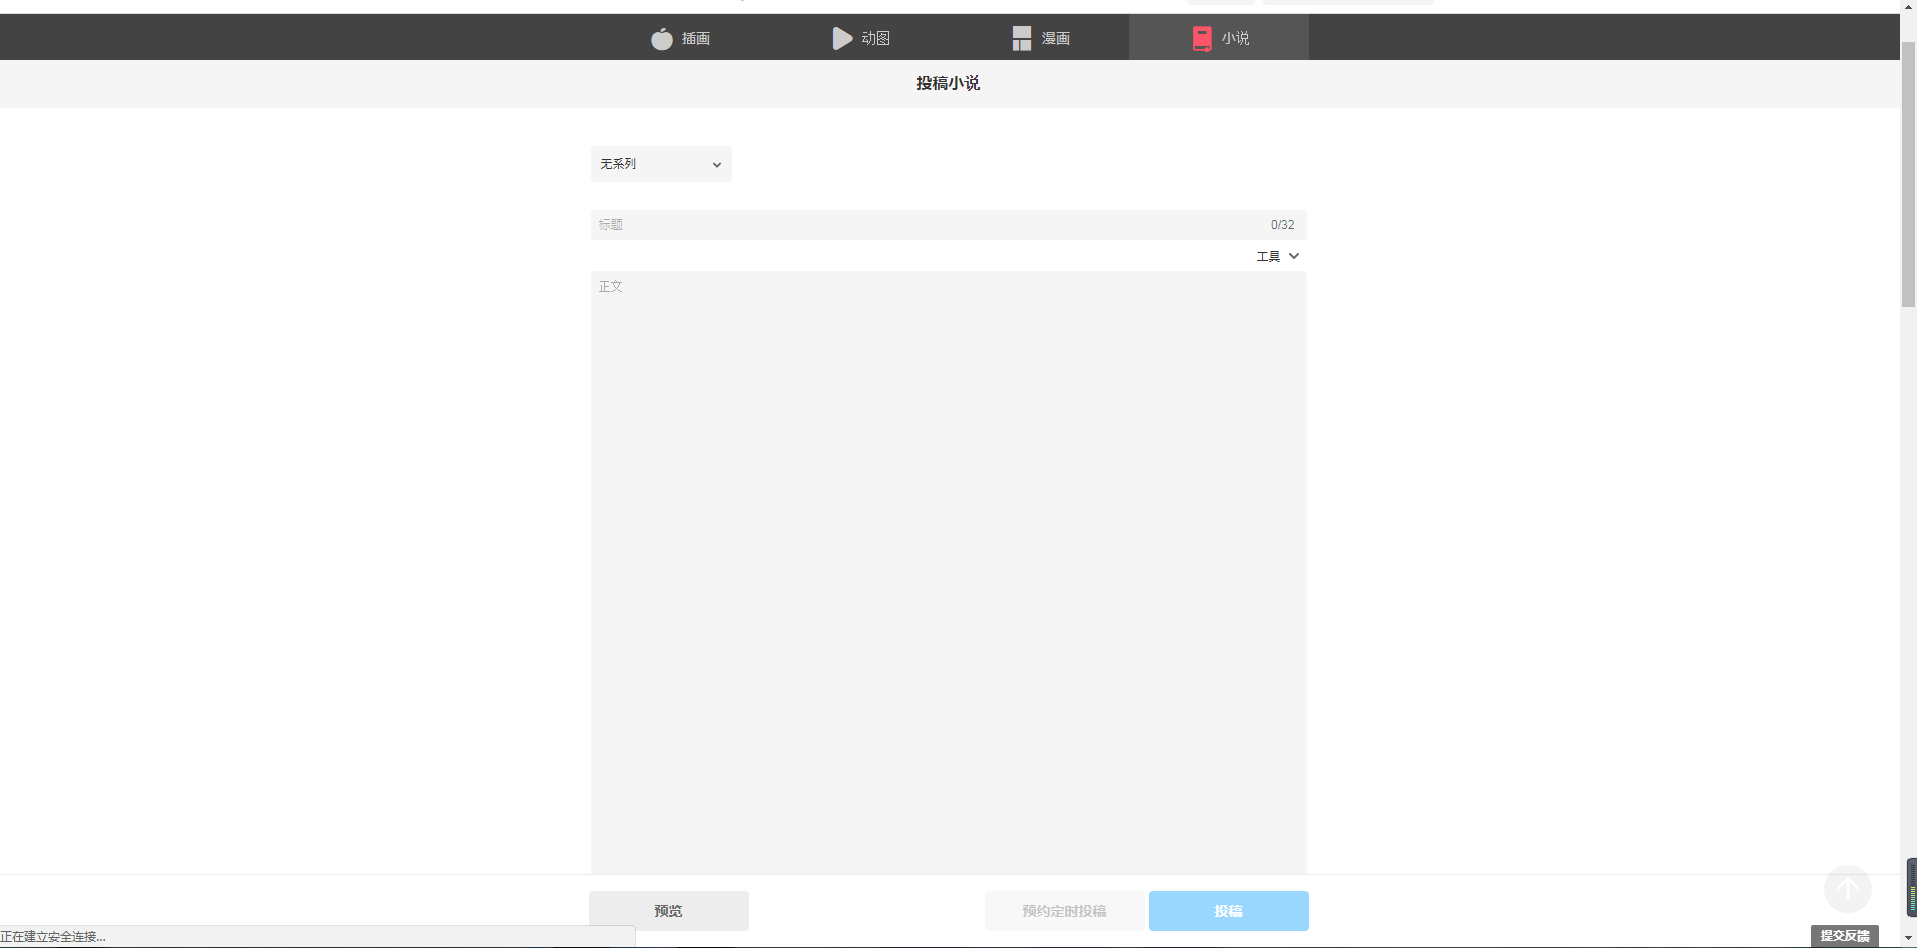 插画
动图
漫画
小说
投稿小说
无系列
标题
0/32
工具
正文
预览
预约定时投稿
投稿
正在建立安全连接...
提交反馈